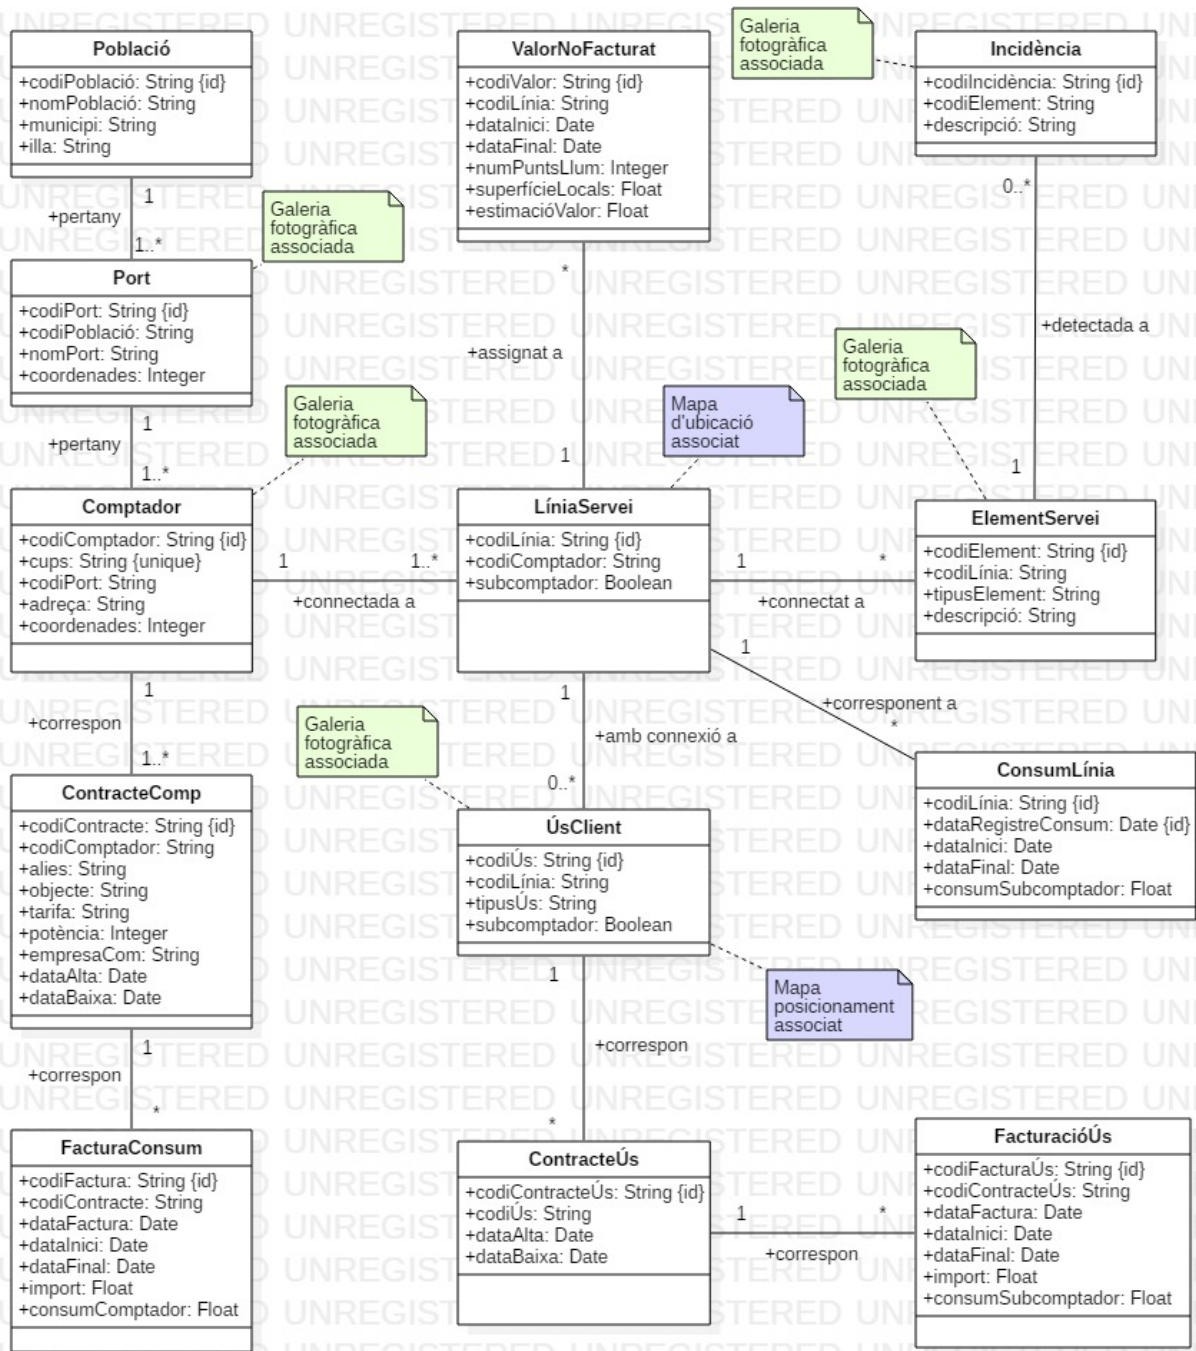 Població
+codiPoblació: String {id}
+nomPoblació: String
+municipi: String
+illa: String
1
+pertany
1..*
Galeria
fotogràfica
associada
Port
+codiPort: String {id}
+codiPoblació: String
+nomPort: String
+coordenades: Integer
1
+pertany
1..*
Galeria
fotogràfica
associada
Comptador
+codiComptador: String {id}
+cups: String {unique}
+codiPort: String
+adreça: String
+coordenades: Integer
1
1..*
+connectada a
1
+correspon
1..*
ContracteComp
+codiContracte: String {id}
+codiComptador: String
+alies: String
+objecte: String
+tarifa: String
+potència: Integer
+empresaCom: String
+dataAlta: Date
+dataBaixa: Date
1
+correspon
*
FacturaConsum
+codiFactura: String {id}
+codiContracte: String
+dataFactura: Date
+dataInici: Date
+dataFinal: Date
+import: Float
+consumComptador: Float
ValorNoFacturat
+codiValor: String {id}
+codiLínia: String
+dataInici: Date
+dataFinal: Date
+numPuntsLlum: Integer
+superfícieLocals: Float
+estimacióValor: Float
*
+assignat a
1
Mapa
d'ubicació
associat
LíniaServei
+codiLínia: String {id}
+codiComptador: String
+subcomptador: Boolean
1
*
+connectat a
1
+corresponent a
*
1
+amb connexió a
0..*
Galeria
fotogràfica
associada
ÚsClient
+codiÚs: String {id}
+codiLínia: String
+tipusÚs: String
+subcomptador: Boolean
Mapa
posicionament
associat
1
+correspon
*
ContracteÚs
+codiContracteÚs: String {id}
+codiÚs: String
+dataAlta: Date
+dataBaixa: Date
1
*
+correspon
Galeria
fotogràfica
associada
Incidència
+codiIncidència: String {id}
+codiElement: String
+descripció: String
0..*
+detectada a
1
Galeria
fotogràfica
associada
ElementServei
+codiElement: String {id}
+codiLínia: String
+tipusElement: String
+descripció: String
ConsumLínia
+codiLínia: String {id}
+dataRegistreConsum: Date {id}
+dataInici: Date
+dataFinal: Date
+consumSubcomptador: Float
FacturacióÚs
+codiFacturaÚs: String {id}
+codiContracteÚs: String
+dataFactura: Date
+dataInici: Date
+dataFinal: Date
+import: Float
+consumSubcomptador: Float
UNREGISTERED